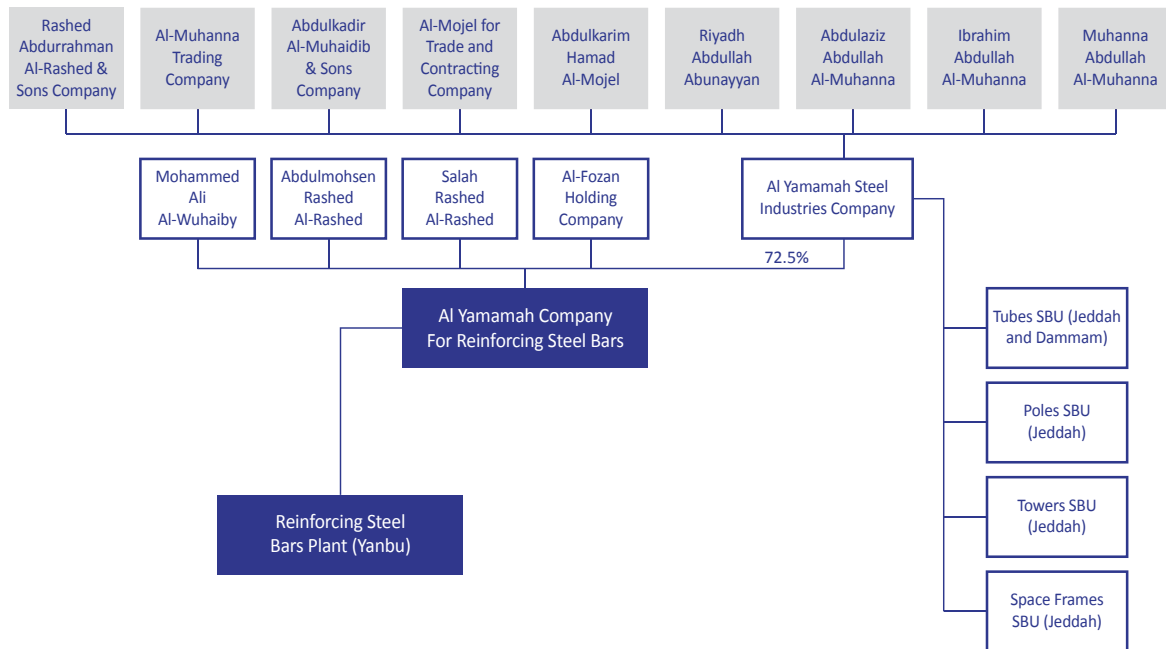 Rashed
Abdurrahman
Al-Rashed &
Sons Company
Al-Muhanna
Trading
Company
Abdulkadir
Al-Muhaidib
& Sons
Company
Al-Mojel for
Trade and
Contracting
Company
Abdulkarim
Hamad
Al-Mojel
Riyadh
Abdullah
Abunayyan
Abdulaziz
Abdullah
Al-Muhanna
Ibrahim
Abdullah
Al-Muhanna
Muhanna
Abdullah
Al-Muhanna
Mohammed
Ali
Al-Wuhaiby
Abdulmohsen
Rashed
Al-Rashed
Salah
Rashed
Al-Rashed
Al-Fozan
Holding
Company
Al Yamamah Steel
Industries Company
72.5%
Al Yamamah Company
For Reinforcing Steel Bars
Tubes SBU (Jeddah
and Dammam)
Poles SBU
(Jeddah)
Towers SBU
(Jeddah)
Reinforcing Steel
Bars Plant (Yanbu)
Space Frames
SBU (Jeddah)